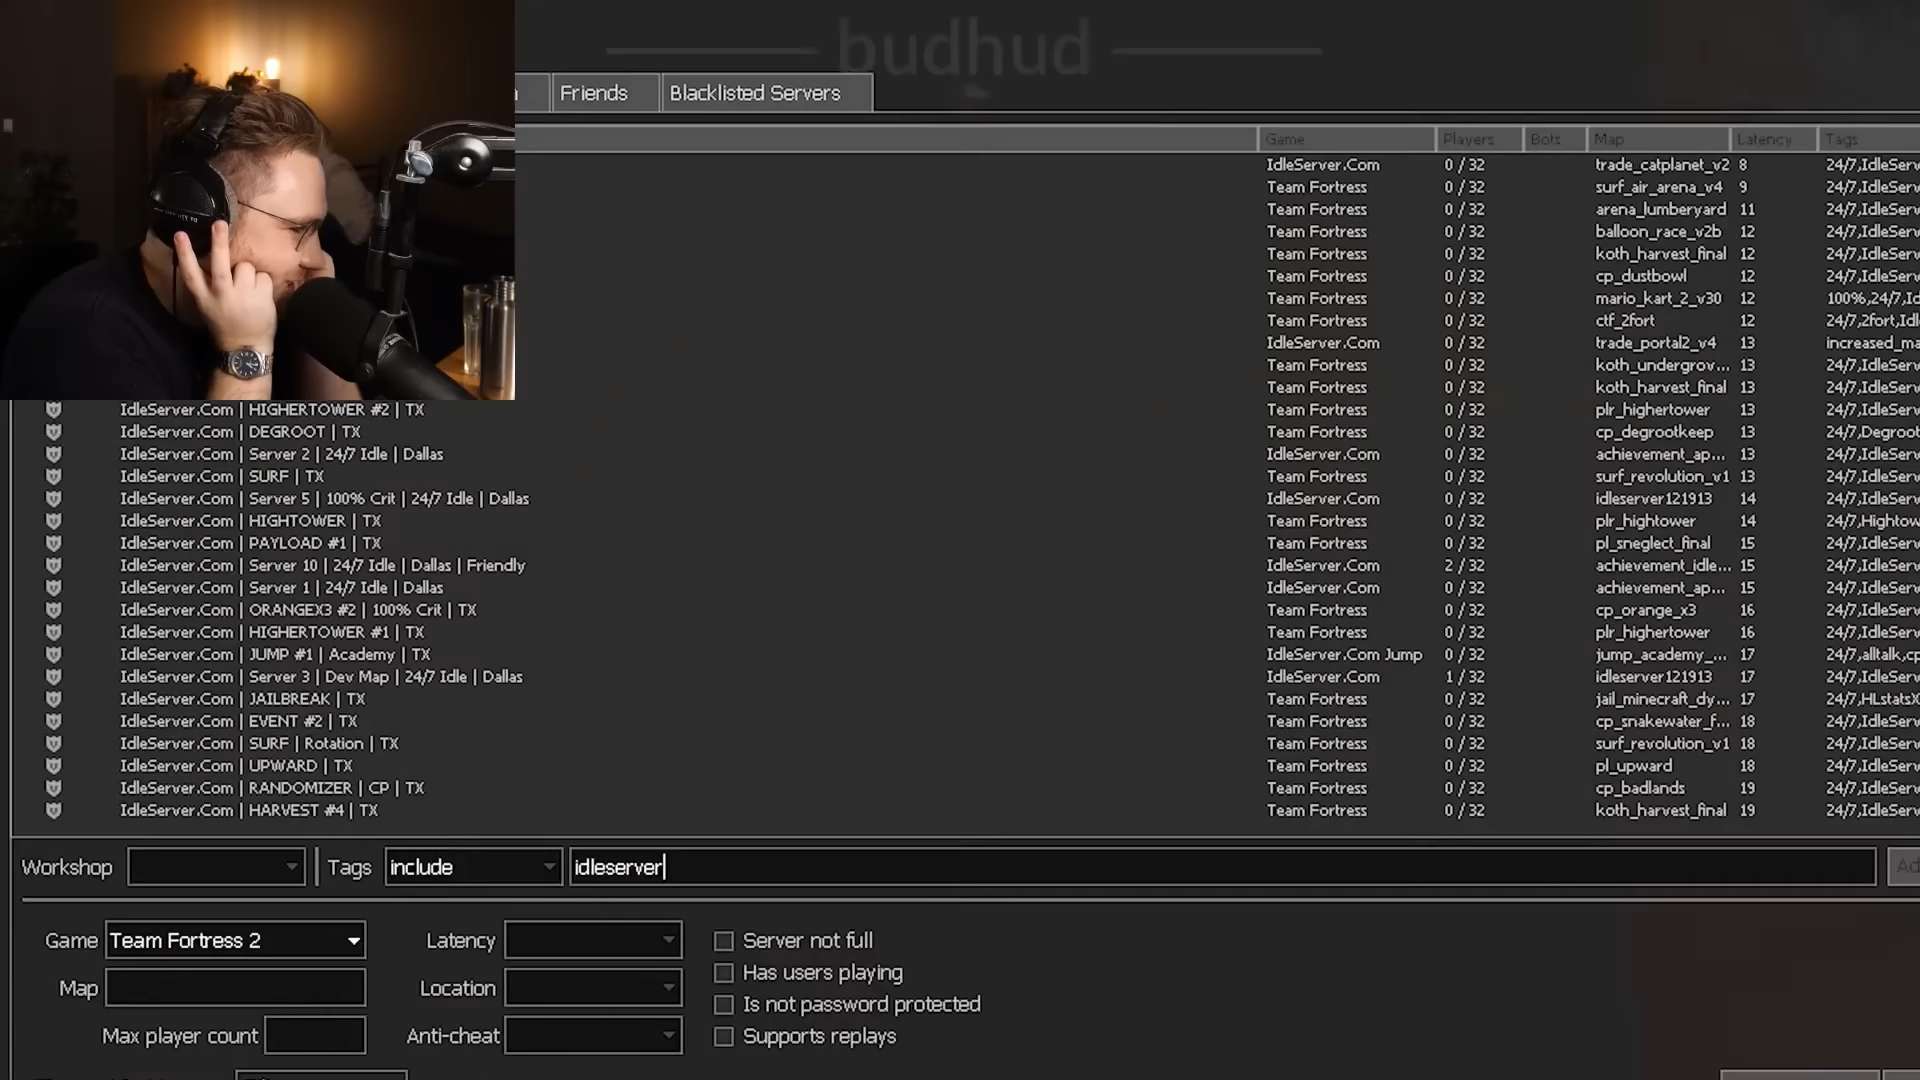 budhud
Friends Blacklisted Servers
Game Players Bots Map Latency Tags
IdleServer.Com 0 / 32 trade_catplanet_v2 8 24/7,IdleServ
Team Fortress 0 / 32 surf_air_arena_v4 9 24/7,IdleServ
Team Fortress 0 / 32 arena_lumberyard 11 24/7,IdleServ
Team Fortress 0 / 32 balloon_race_v2b 12 24/7,IdleServ
Team Fortress 0 / 32 koth_harvest_final 12 24/7,IdleServ
Team Fortress 0 / 32 cp_dustbowl 12 24/7,IdleServ
Team Fortress 0 / 32 mario_kart_2_v30 12 100%,24/7,Id
Team Fortress 0 / 32 ctf_2fort 12 24/7,2fort,Idl
IdleServer.Com 0 / 32 trade_portal2_v4 13 increased_ma
Team Fortress 0 / 32 koth_undergrov... 13 24/7,IdleServ
Team Fortress 0 / 32 koth_harvest_final 13 24/7,IdleServ
IdleServer.Com | HIGHERTOWER #2 | TX Team Fortress 0 / 32 plr_highertower 13 24/7,IdleServ
IdleServer.Com | DEGROOT | TX Team Fortress 0 / 32 cp_degrootkeep 13 24/7,Degroot
IdleServer.Com | Server 2 | 24/7 Idle | Dallas IdleServer.Com 0 / 32 achievement_ap... 13 24/7,IdleServ
IdleServer.Com | SURF | TX Team Fortress 0 / 32 surf_revolution_v1 13 24/7,IdleServ
IdleServer.Com | Server 5 | 100% Crit | 24/7 Idle | Dallas IdleServer.Com 0 / 32 idleserver121913 14 24/7,IdleServ
IdleServer.Com | HIGHTOWER | TX Team Fortress 0 / 32 plr_hightower 14 24/7,Hightow
IdleServer.Com | PAYLOAD #1 | TX Team Fortress 0 / 32 pl_sneglect_final 15 24/7,IdleServ
IdleServer.Com | Server 10 | 24/7 Idle | Dallas | Friendly IdleServer.Com 2 / 32 achievement_idle... 15 24/7,IdleServ
IdleServer.Com | Server 1 | 24/7 Idle | Dallas IdleServer.Com 0 / 32 achievement_ap... 15 24/7,IdleServ
IdleServer.Com | ORANGEX3 #2 | 100% Crit | TX Team Fortress 0 / 32 cp_orange_x3 16 24/7,IdleServ
IdleServer.Com | HIGHERTOWER #1 | TX Team Fortress 0 / 32 plr_highertower 16 24/7,IdleServ
IdleServer.Com | JUMP #1 | Academy | TX IdleServer.Com Jump 0 / 32 jump_academy_... 17 24/7,alltalk,cp
IdleServer.Com | Server 3 | Dev Map | 24/7 Idle | Dallas IdleServer.Com 1 / 32 idleserver121913 17 24/7,IdleServ
IdleServer.Com | JAILBREAK | TX Team Fortress 0 / 32 jail_minecraft_dy... 17 24/7,HLstatsX
IdleServer.Com | EVENT #2 | TX Team Fortress 0 / 32 cp_snakewater_f... 18 24/7,IdleServ
IdleServer.Com | SURF | Rotation | TX Team Fortress 0 / 32 surf_revolution_v1 18 24/7,IdleServ
IdleServer.Com | UPWARD | TX Team Fortress 0 / 32 pl_upward 18 24/7,IdleServ
IdleServer.Com | RANDOMIZER | CP | TX Team Fortress 0 / 32 cp_badlands 19 24/7,IdleServ
IdleServer.Com | HARVEST #4 | TX Team Fortress 0 / 32 koth_harvest_final 19 24/7,IdleServ
Workshop Tags include idleserver Ad
Game Team Fortress 2 Latency Server not full
Map Location Has users playing
Is not password protected
Max player count Anti-cheat Supports replays